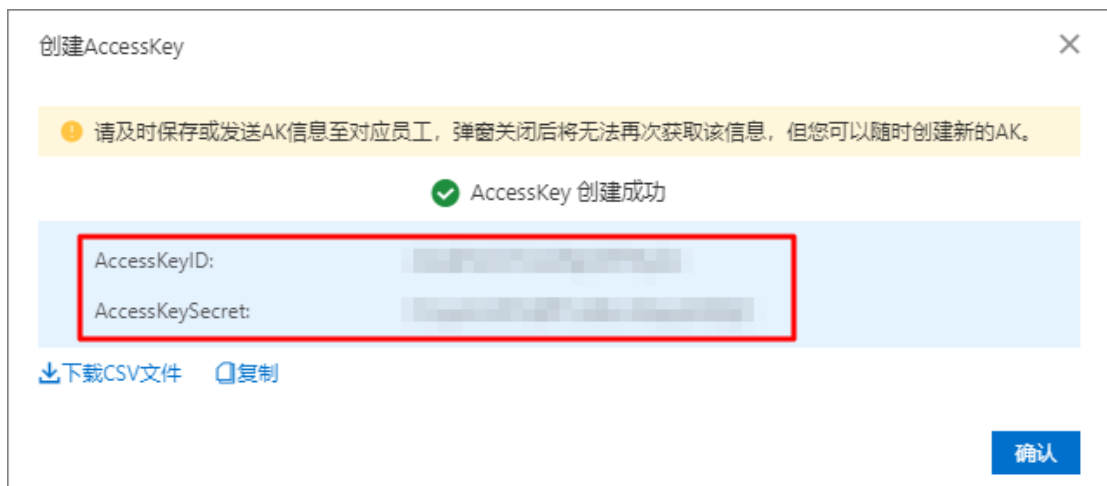 创建AccessKey
请及时保存或发送AK信息至对应员工，弹窗关闭后将无法再次获取该信息，但您可以随时创建新的AK。
AccessKey 创建成功
AccessKeyID:
AccessKeySecret:
下载CSV文件 复制
确认